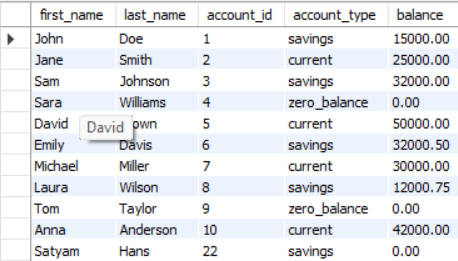 first_name last_name account_id account_type balance
John Doe 1 savings 15000.00
Jane Smith 2 current 25000.00
Sam Johnson 3 savings 32000.00
Sara Williams 4 zero_balance 0.00
David 5 current 50000.00
David
Emily Davis 6 savings 32000.50
Michael Miller 7 current 30000.00
Laura Wilson 8 savings 12000.75
Tom Taylor 9 zero_balance 0.00
Anna Anderson 10 current 42000.00
Satyam Hans 22 savings 0.00